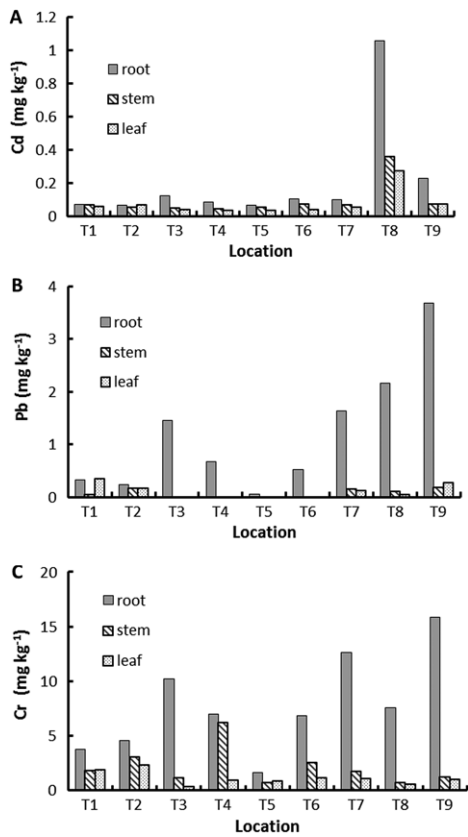 A
Cd (mg kg⁻¹)
1.2
1
0.8
0.6
0.4
0.2
0
root
stem
leaf
T1 T2 T3 T4 T5 T6 T7 T8 T9
Location
B
Pb (mg kg⁻¹)
4
3
2
1
0
root
stem
leaf
T1 T2 T3 T4 T5 T6 T7 T8 T9
Location
C
Cr (mg kg⁻¹)
20
15
10
5
0
root
stem
leaf
T1 T2 T3 T4 T5 T6 T7 T8 T9
Location